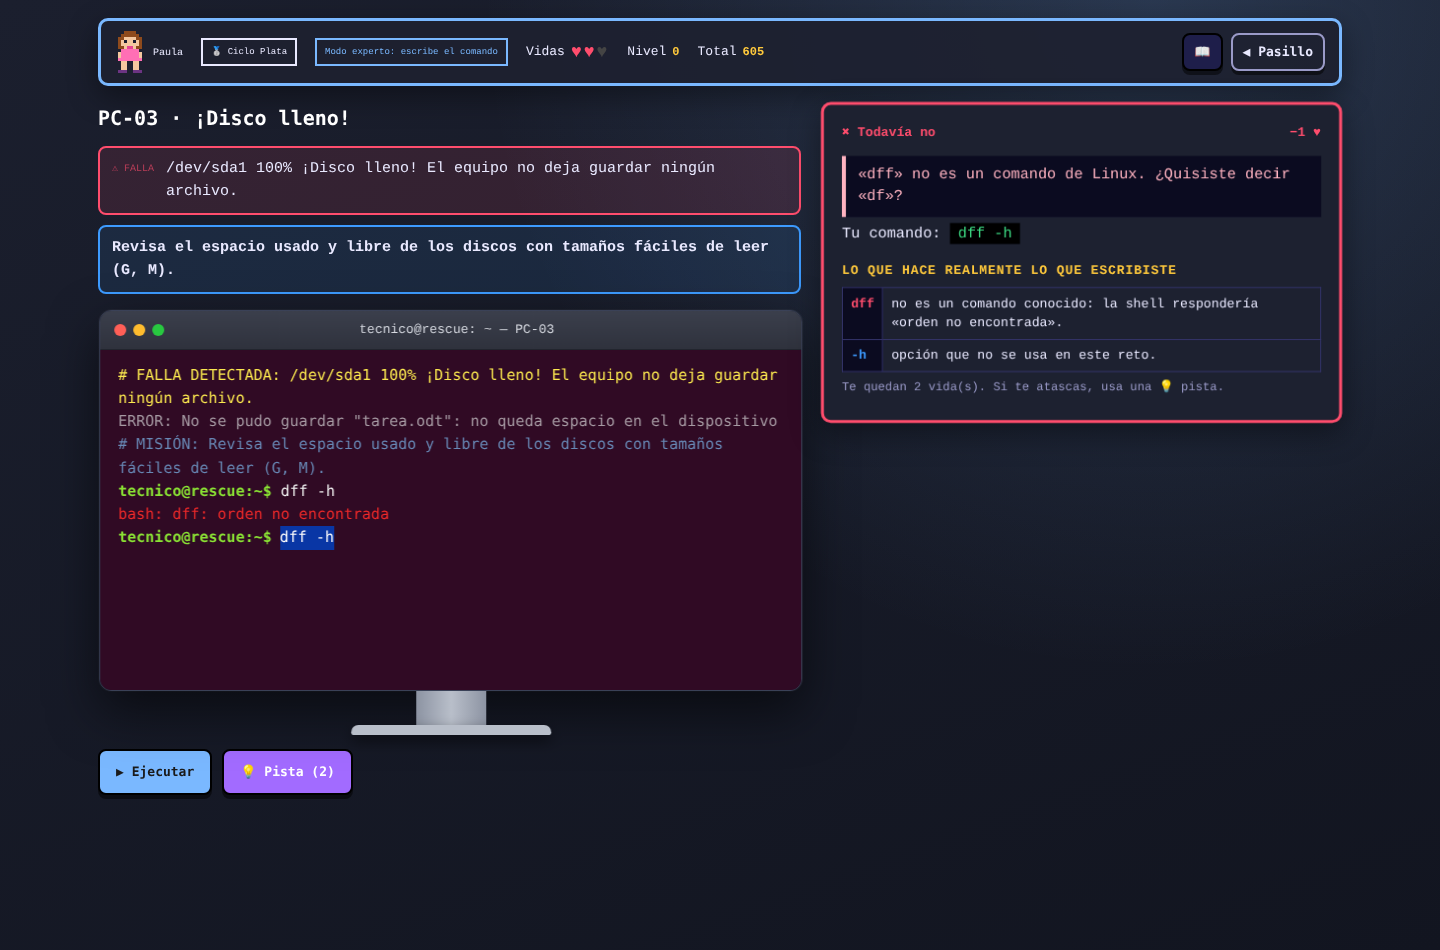 Paula
🥈 Ciclo Plata
Modo experto: escribe el comando
Vidas ♥♥♥
Nivel 0
Total 605
📖
◀ Pasillo
PC-03 · ¡Disco lleno!
⚠ FALLA
/dev/sda1 100% ¡Disco lleno! El equipo no deja guardar ningún
archivo.
Revisa el espacio usado y libre de los discos con tamaños fáciles de leer
(G, M).
tecnico@rescue: ~ — PC-03
# FALLA DETECTADA: /dev/sda1 100% ¡Disco lleno! El equipo no deja guardar
ningún archivo.
ERROR: No se pudo guardar "tarea.odt": no queda espacio en el dispositivo
# MISIÓN: Revisa el espacio usado y libre de los discos con tamaños
fáciles de leer (G, M).
tecnico@rescue:~$ dff -h
bash: dff: orden no encontrada
tecnico@rescue:~$ dff -h
▶ Ejecutar
💡 Pista (2)
✖ Todavía no
−1 ♥
«dff» no es un comando de Linux. ¿Quisiste decir
«df»?
Tu comando: dff -h
LO QUE HACE REALMENTE LO QUE ESCRIBISTE
dff
no es un comando conocido: la shell respondería
«orden no encontrada».
-h
opción que no se usa en este reto.
Te quedan 2 vida(s). Si te atascas, usa una 💡 pista.